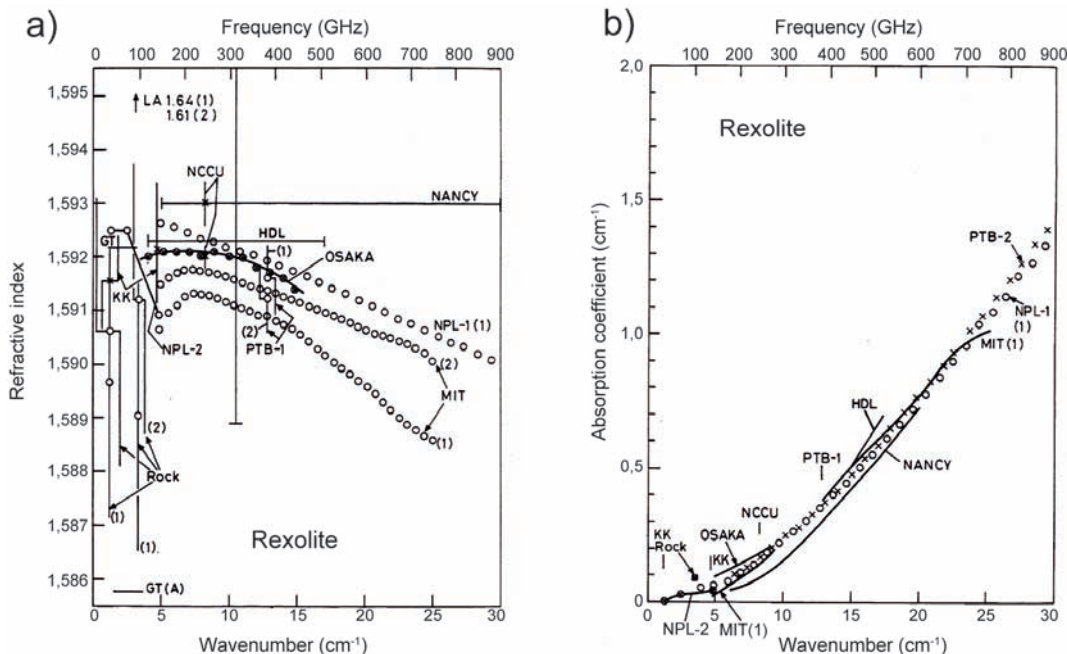 a)
Frequency (GHz)
0 100 200 300 400 500 600 700 800 900
Refractive index
1,595
1,594
1,593
1,592
1,591
1,590
1,589
1,588
1,587
1,586
LA 1.64 (1)
1.61 (2)
NCCU
NANCY
HDL
(1)
OSAKA
GT
KK
NPL-2
(2)
PTB-1
NPL-1 (1)
(2)
MIT
(1)
(2)
Rock
(1)
(1)
GT(A)
Rexolite
0 5 10 15 20 25 30
Wavenumber (cm-1)
b)
Frequency (GHz)
0 100 200 300 400 500 600 700 800 900
Absorption coefficient (cm-1)
2,0
1,5
1,0
0,5
0
Rexolite
PTB-2
NPL-1
(1)
MIT(1)
HDL
PTB-1
NANCY
NCCU
OSAKA
KK
Rock
KK
NPL-2
MIT(1)
0 5 10 15 20 25 30
Wavenumber (cm-1)